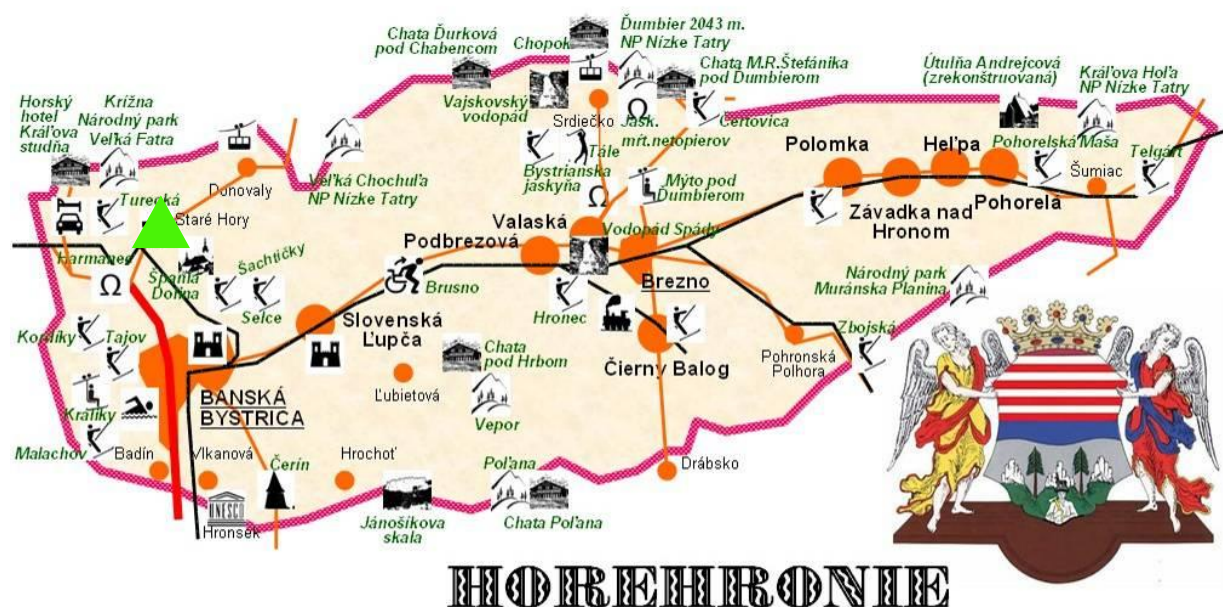 Chata Ďurková
pod Chabencom
Chopok
Ďumbier 2043 m.
NP Nízke Tatry
Chata M.R.Štefánika
pod Dumbierom
Útulňa Andrejcová
(zrekonštruovaná)
Kráľova Hoľa
NP Nízke Tatry
Horský
hotel
Kráľova
studňa
Krížna
Národný park
Veľká Fatra
Vajskovský
vodopád
Srdiečko
Jask.
mŕt.netopierov
Čertovica
Donovaly
Veľká Chochuľa
NP Nízke Tatry
Bystrianska
jaskyňa
Tále
Mýto pod
Ďumbierom
Polomka
Heľpa
Pohorelská Maša
Telgárt
Šumiac
Turecká
Staré Hory
Valaská
Podbrezová
Vodopád Spády
Závadka nad
Hronom
Pohorelá
Harmanec
Špania
Dolina
Šachtičky
Selce
Brusno
Brezno
Národný park
Muránska Planina
Hronec
Zbojská
Kordíky
Tajov
Slovenská
Ľupča
Chata
pod Hrbom
Čierny Balog
Pohronská
Polhora
Králiky
BANSKÁ
BYSTRICA
Ľubietová
Vepor
Malachov
Badín
Vlkanová
Čerín
Hrochoť
Poľana
Drábsko
UNESCO
Hronsek
Jánošíkova
skala
Chata Poľana
HOREHRONIE